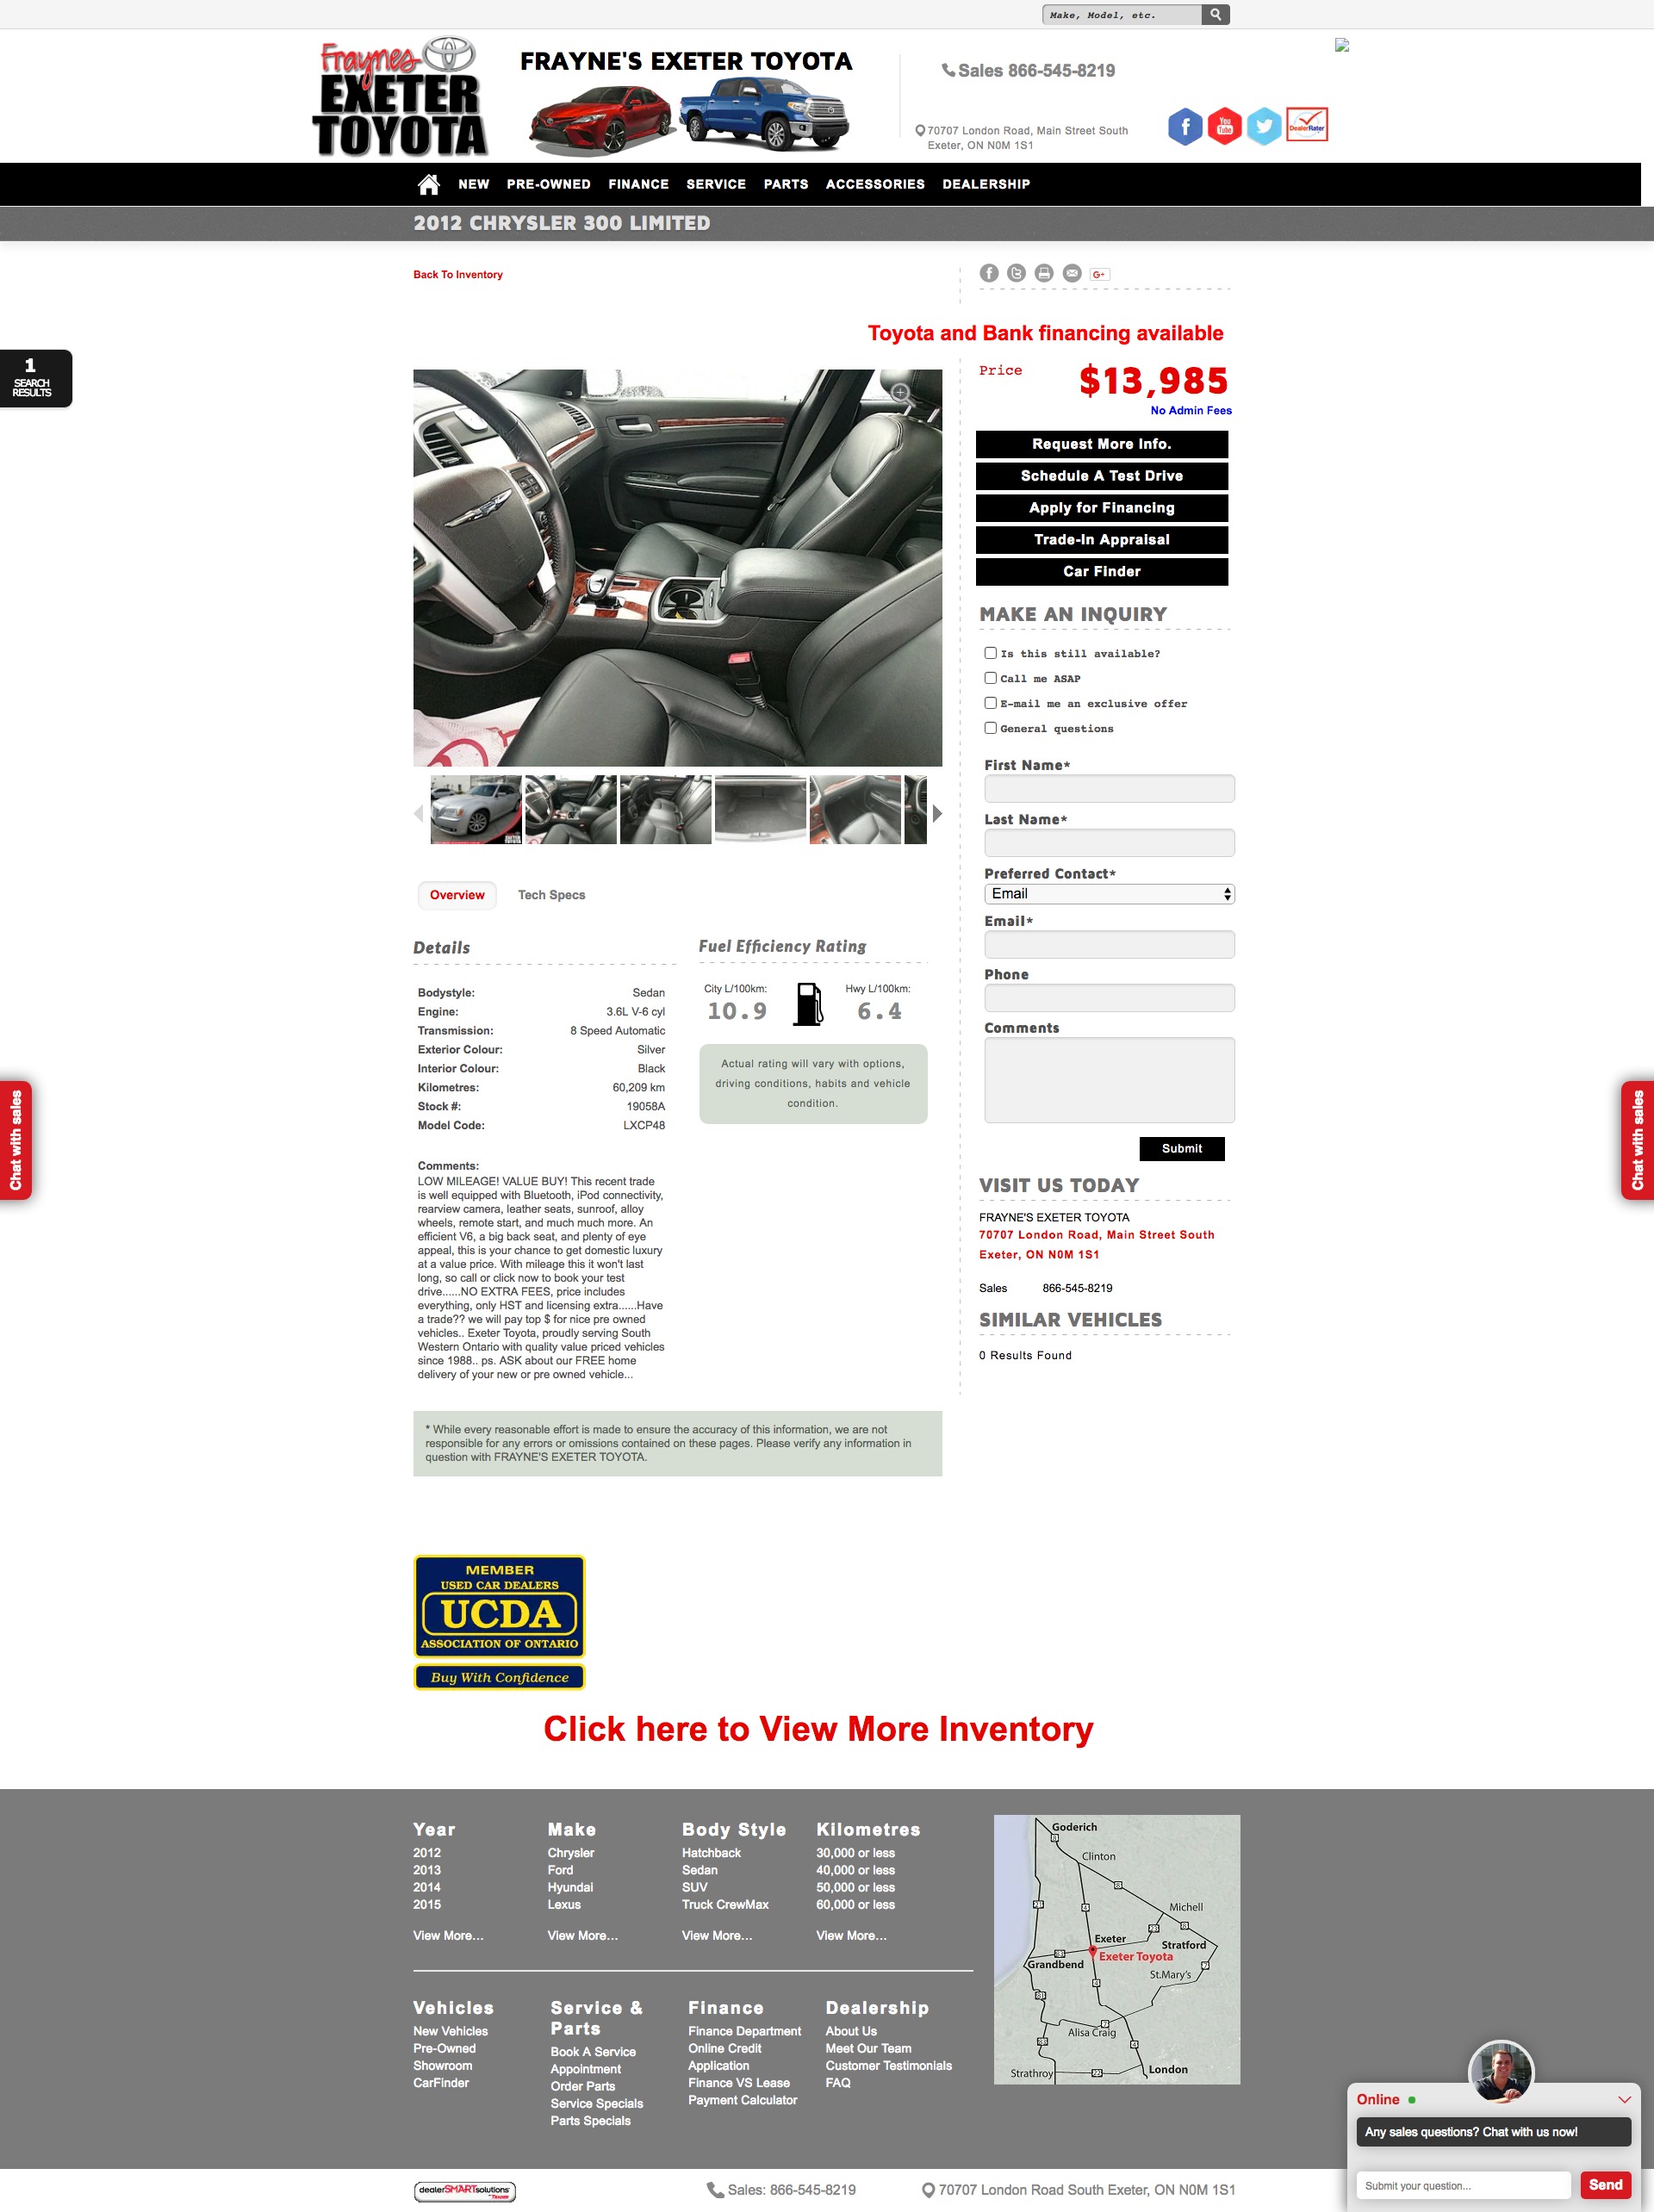 Make, Model, etc.
Fraynes
EXETER
TOYOTA
FRAYNE'S EXETER TOYOTA
Sales 866-545-8219
70707 London Road, Main Street South
Exeter, ON N0M 1S1
You
Tube
DealerRater
NEW PRE-OWNED FINANCE SERVICE PARTS ACCESSORIES DEALERSHIP
2012 CHRYSLER 300 LIMITED
Back To Inventory
G+
Toyota and Bank financing available
1
SEARCH
RESULTS
Price $13,985
No Admin Fees
Request More Info.
Schedule A Test Drive
Apply for Financing
Trade-In Appraisal
Car Finder
MAKE AN INQUIRY
Is this still available?
Call me ASAP
E-mail me an exclusive offer
General questions
First Name*
Last Name*
Preferred Contact*
Email
Email*
Phone
Comments
Submit
Overview Tech Specs
Details
Bodystyle: Sedan
Engine: 3.6L V-6 cyl
Transmission: 8 Speed Automatic
Exterior Colour: Silver
Interior Colour: Black
Kilometres: 60,209 km
Stock #: 19058A
Model Code: LXCP48
Fuel Efficiency Rating
City L/100km: Hwy L/100km:
10.9 6.4
Actual rating will vary with options,
driving conditions, habits and vehicle
condition.
Comments:
LOW MILEAGE! VALUE BUY! This recent trade
is well equipped with Bluetooth, iPod connectivity,
rearview camera, leather seats, sunroof, alloy
wheels, remote start, and much much more. An
efficient V6, a big back seat, and plenty of eye
appeal, this is your chance to get domestic luxury
at a value price. With mileage this it won't last
long, so call or click now to book your test
drive......NO EXTRA FEES, price includes
everything, only HST and licensing extra......Have
a trade?? we will pay top $ for nice pre owned
vehicles.. Exeter Toyota, proudly serving South
Western Ontario with quality value priced vehicles
since 1988.. ps. ASK about our FREE home
delivery of your new or pre owned vehicle...
Chat with sales
Chat with sales
VISIT US TODAY
FRAYNE'S EXETER TOYOTA
70707 London Road, Main Street South
Exeter, ON N0M 1S1
Sales 866-545-8219
SIMILAR VEHICLES
0 Results Found
* While every reasonable effort is made to ensure the accuracy of this information, we are not
responsible for any errors or omissions contained on these pages. Please verify any information in
question with FRAYNE'S EXETER TOYOTA.
MEMBER
USED CAR DEALERS
UCDA
ASSOCIATION OF ONTARIO
Buy With Confidence
Click here to View More Inventory
Year
2012
2013
2014
2015
View More...
Make
Chrysler
Ford
Hyundai
Lexus
View More...
Body Style
Hatchback
Sedan
SUV
Truck CrewMax
View More...
Kilometres
30,000 or less
40,000 or less
50,000 or less
60,000 or less
View More...
Vehicles
New Vehicles
Pre-Owned
Showroom
CarFinder
Service &
Parts
Book A Service
Appointment
Order Parts
Service Specials
Parts Specials
Finance
Finance Department
Online Credit
Application
Finance VS Lease
Payment Calculator
Dealership
About Us
Meet Our Team
Customer Testimonials
FAQ
Goderich
Clinton
Michell
Exeter
Stratford
Exeter Toyota
Grandbend
St.Mary's
Alisa Craig
Strathroy
London
Online
Any sales questions? Chat with us now!
Submit your question...
Send
dealerSMARTsolutions
Sales: 866-545-8219
70707 London Road South Exeter, ON N0M 1S1